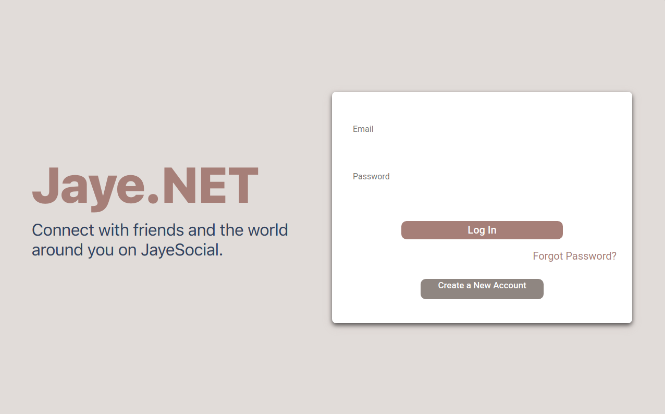 Jaye.NET
Connect with friends and the world
around you on JayeSocial.
Email
Password
Log In
Forgot Password?
Create a New Account